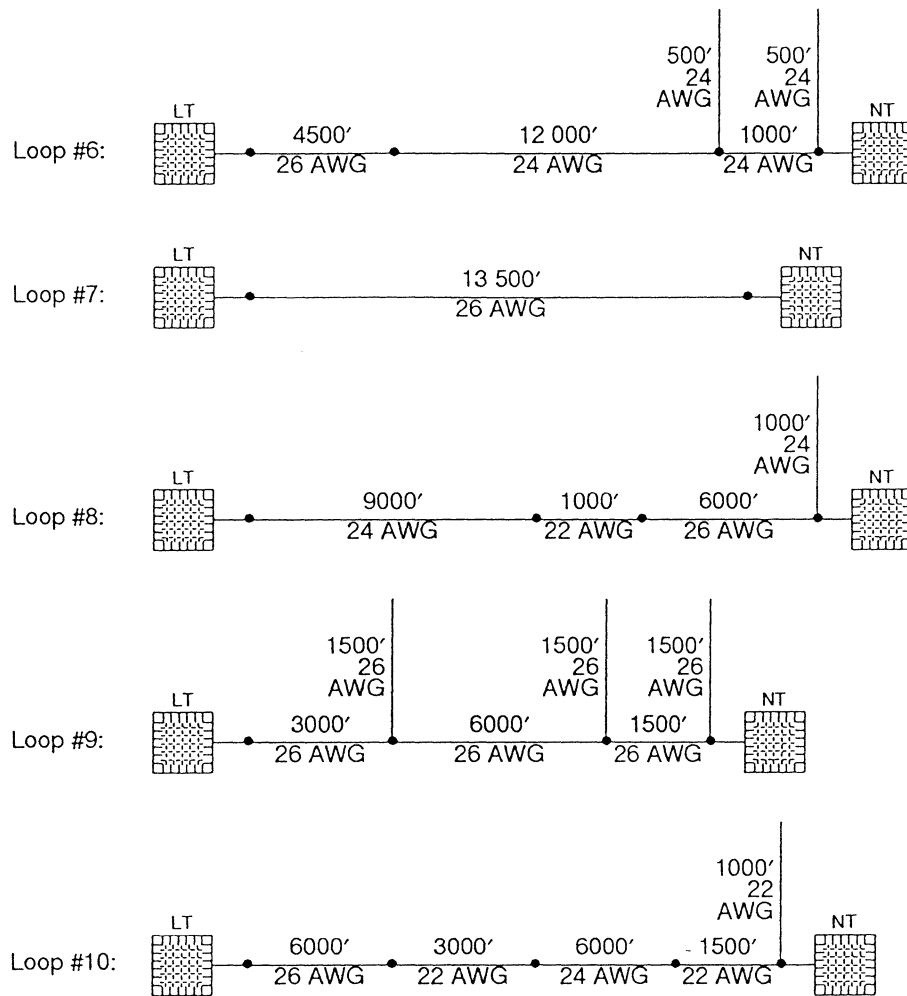 500′ 500′
24 24
AWG AWG
LT NT
Loop #6: 4500′ 12 000′ 1000′
26 AWG 24 AWG 24 AWG
LT NT
Loop #7: 13 500′
26 AWG
1000′
24
AWG
LT NT
Loop #8: 9000′ 1000′ 6000′
24 AWG 22 AWG 26 AWG
1500′ 1500′ 1500′
26 26 26
AWG AWG AWG
LT NT
Loop #9: 3000′ 6000′ 1500′
26 AWG 26 AWG 26 AWG
1000′
22
AWG
LT NT
Loop #10: 6000′ 3000′ 6000′ 1500′
26 AWG 22 AWG 24 AWG 22 AWG